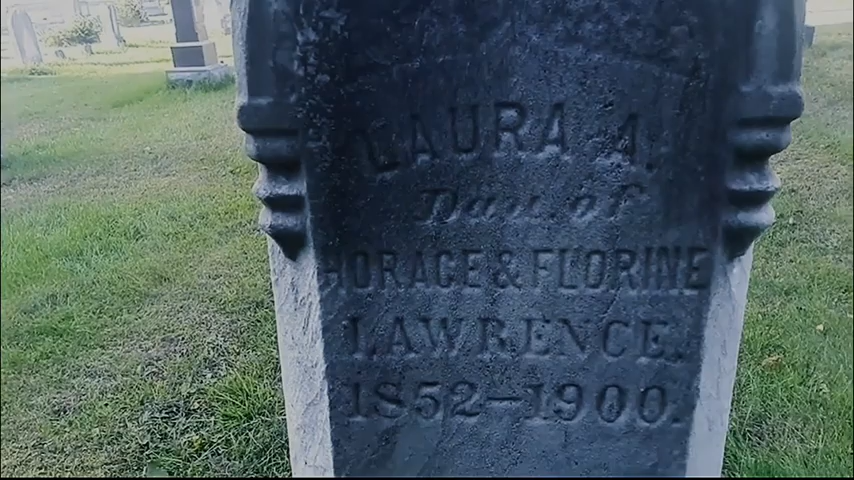 LAURA A.
Dau. of
HORACE & FLORINE
LAWRENCE.
1852–1900.